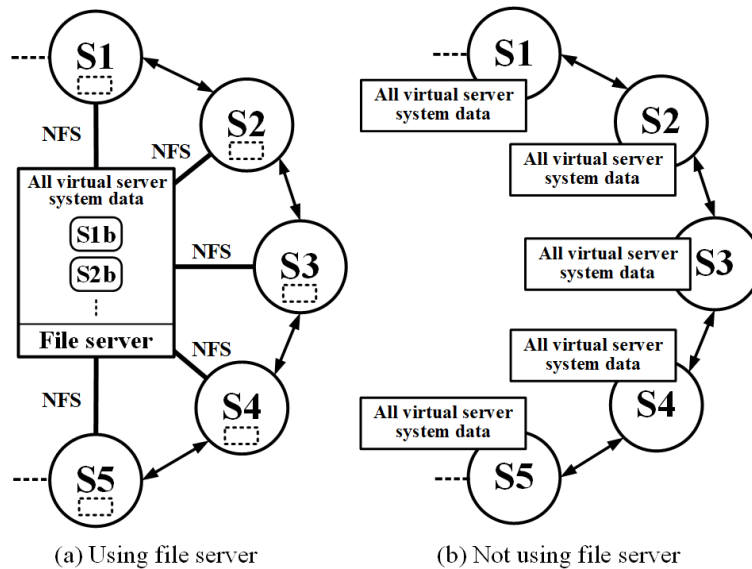 S1
NFS
S2
NFS
All virtual server
system data
S1b
S2b
File server
NFS
S3
NFS
S4
NFS
S5
(a) Using file server
S1
All virtual server
system data
S2
All virtual server
system data
All virtual server
system data
S3
All virtual server
system data
S4
All virtual server
system data
S5
(b) Not using file server